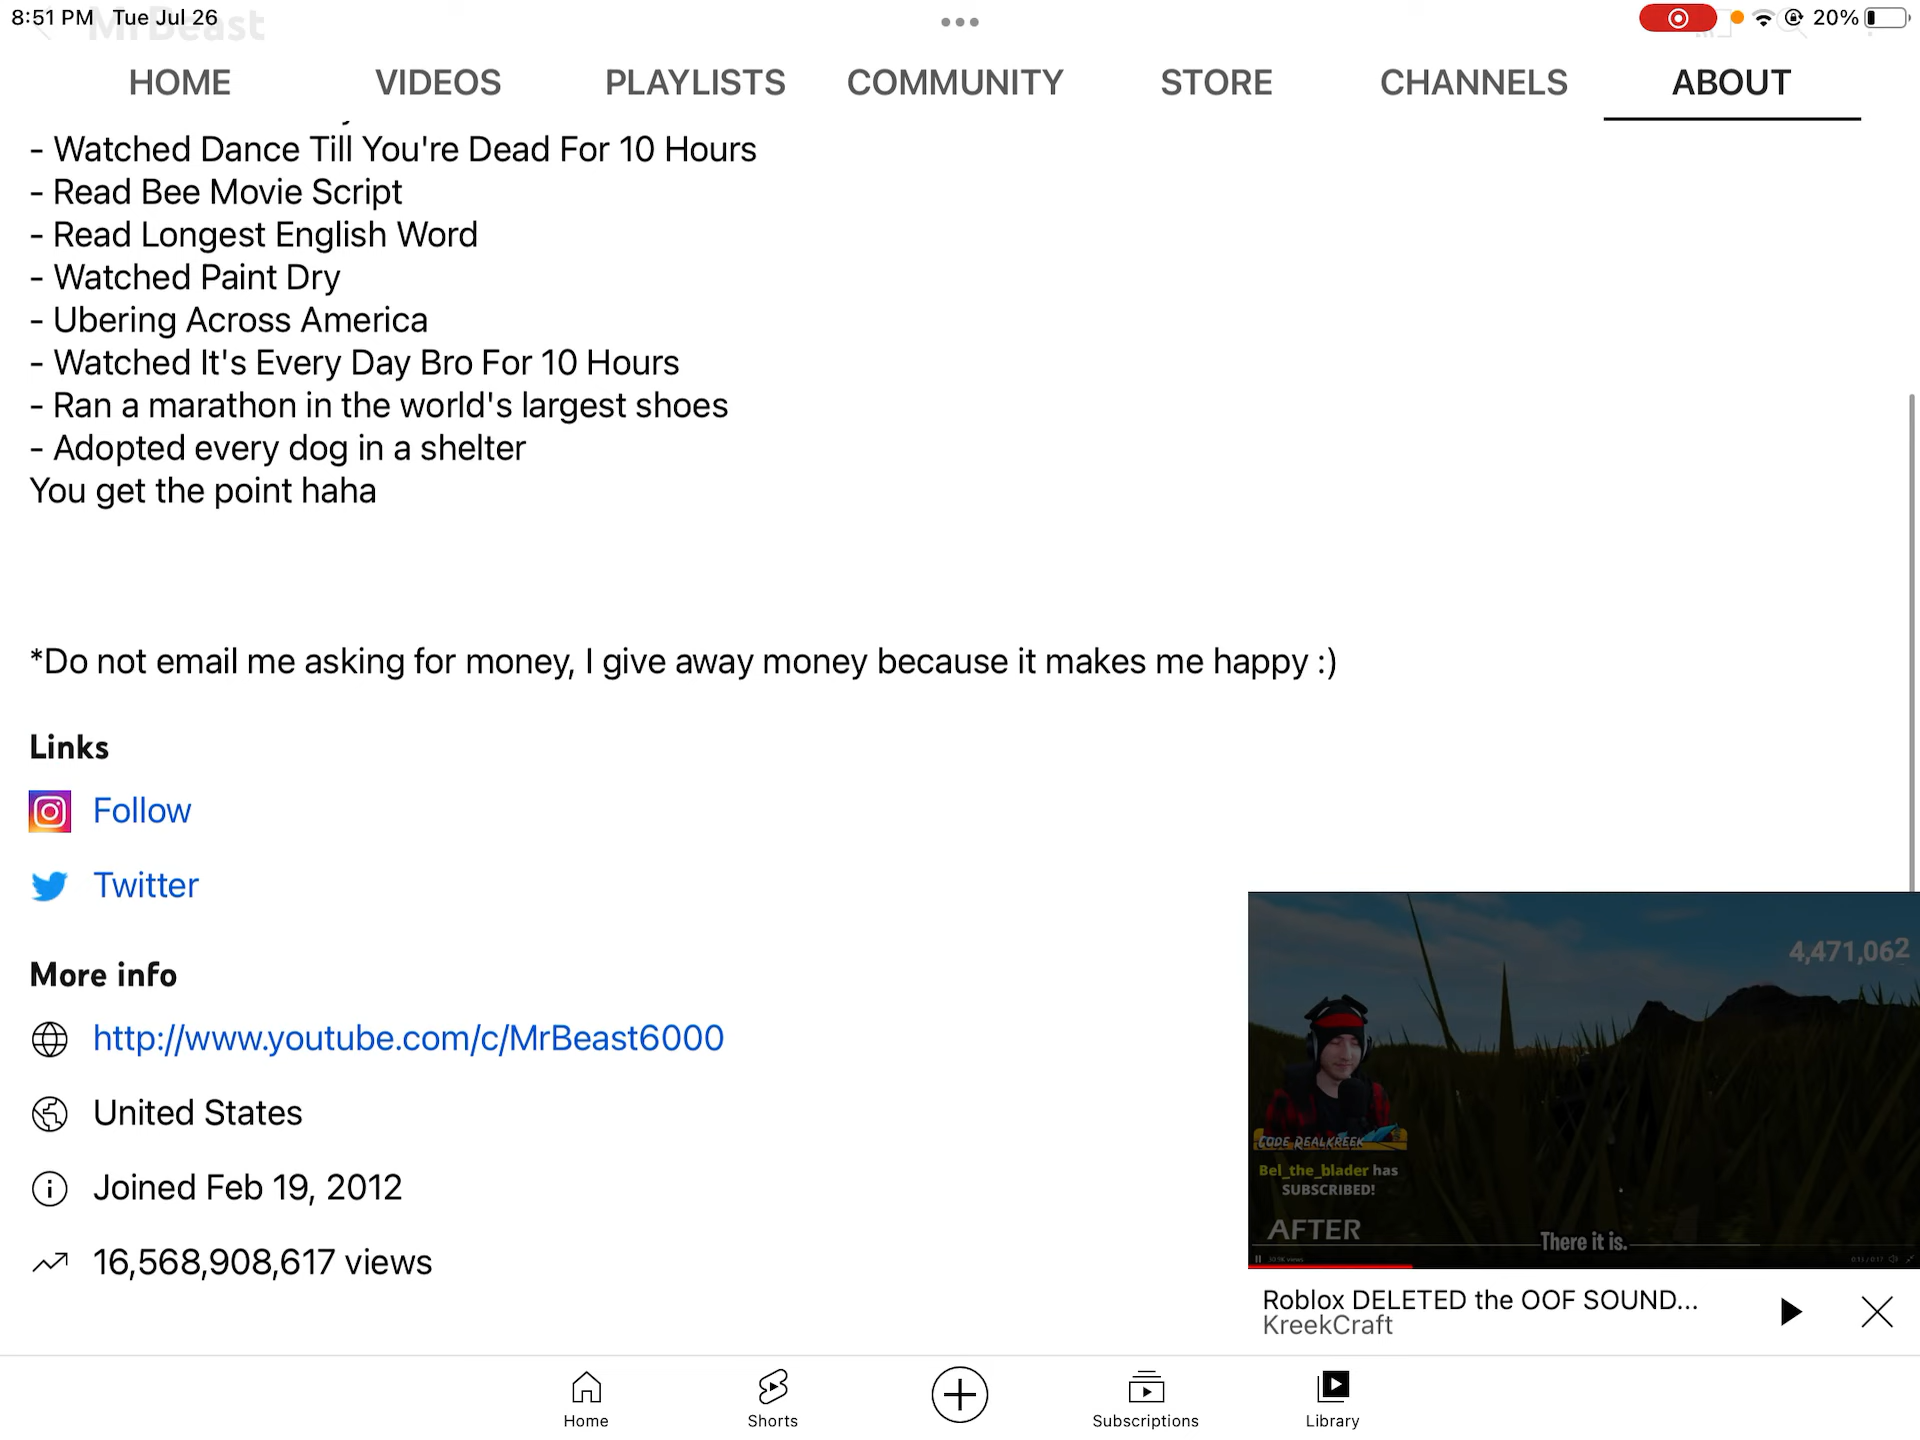 8:51 PM Tue Jul 26
20%
MrBeast
HOME VIDEOS PLAYLISTS COMMUNITY STORE CHANNELS ABOUT
- Watched Dance Till You're Dead For 10 Hours
- Read Bee Movie Script
- Read Longest English Word
- Watched Paint Dry
- Ubering Across America
- Watched It's Every Day Bro For 10 Hours
- Ran a marathon in the world's largest shoes
- Adopted every dog in a shelter
You get the point haha
*Do not email me asking for money, I give away money because it makes me happy :)
Links
Follow
Twitter
More info
http://www.youtube.com/c/MrBeast6000
United States
Joined Feb 19, 2012
16,568,908,617 views
4,471,062
CODE REALKREEK
Bel_the_blader has
SUBSCRIBED!
AFTER
There it is.
Roblox DELETED the OOF SOUND...
KreekCraft
Home Shorts Subscriptions Library